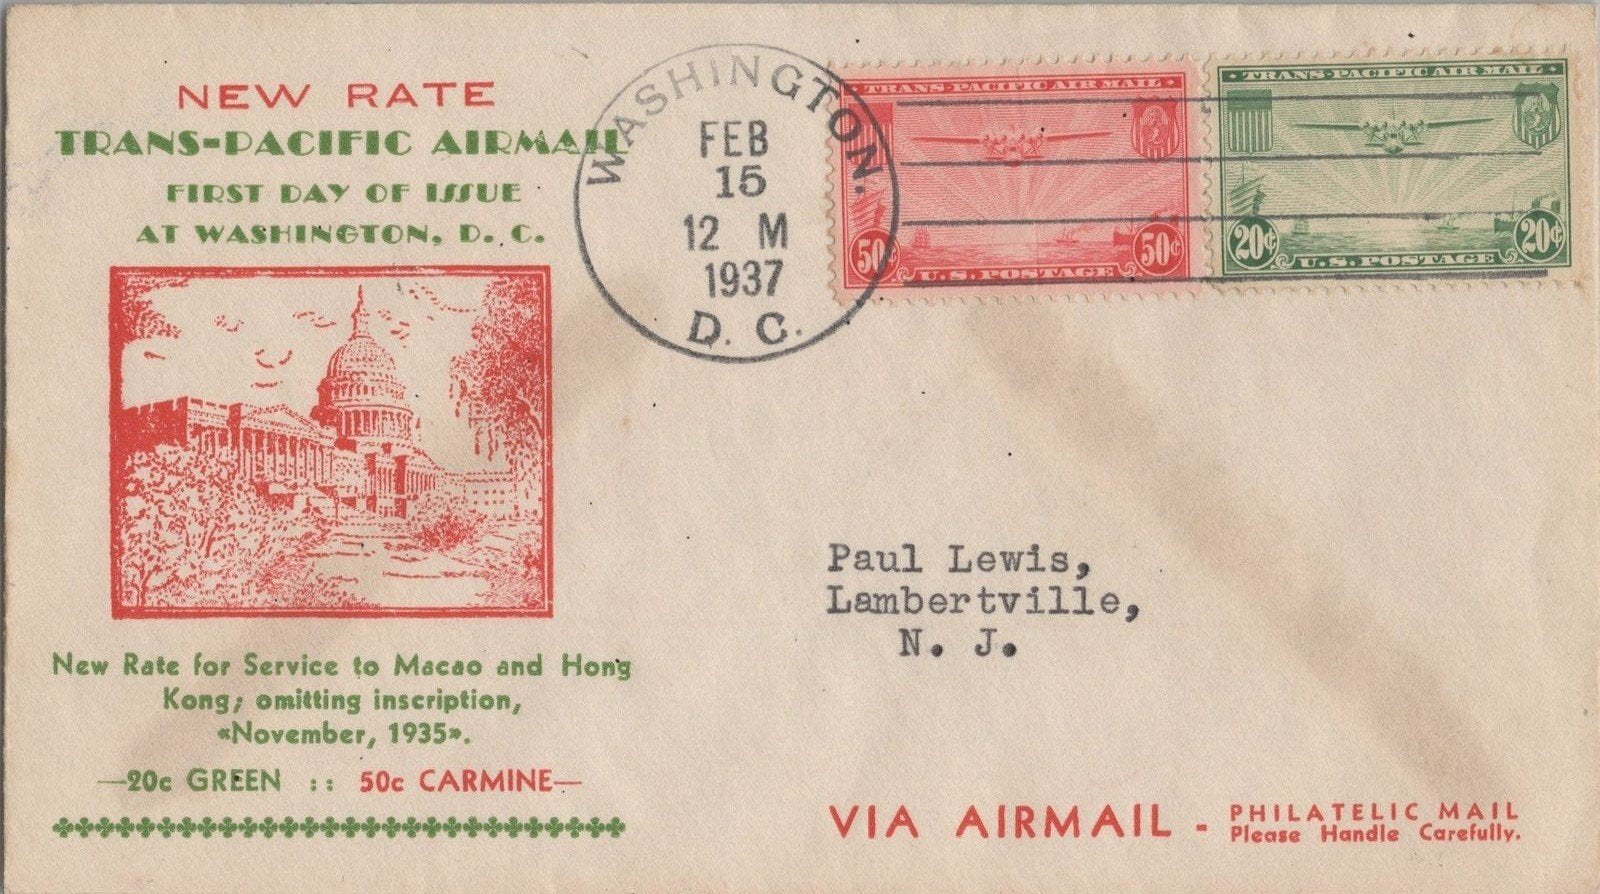 NEW RATE
TRANS-PACIFIC AIRMAIL
FIRST DAY OF ISSUE
AT WASHINGTON, D. C.
New Rate for Service to Macao and Hong
Kong; omitting inscription,
«November, 1935».
—20c GREEN :: 50c CARMINE—
WASHINGTON.
FEB
15
12 M
1937
D. C.
TRANS-PACIFIC AIR MAIL
50¢ 50¢
U.S. POSTAGE
TRANS-PACIFIC AIR MAIL
20¢ 20¢
U.S. POSTAGE
Paul Lewis,
Lambertville,
N. J.
VIA AIRMAIL - PHILATELIC MAIL
Please Handle Carefully.